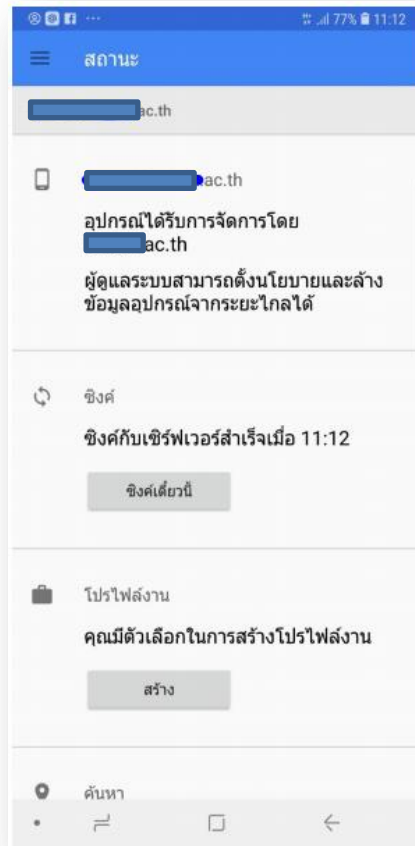 77% 11:12
สถานะ
ac.th
ac.th
อุปกรณ์ได้รับการจัดการโดย
ac.th
ผู้ดูแลระบบสามารถตั้งนโยบายและล้าง
ข้อมูลอุปกรณ์จากระยะไกลได้
ซิงค์
ซิงค์กับเซิร์ฟเวอร์สำเร็จเมื่อ 11:12
ซิงค์เดี๋ยวนี้
โปรไฟล์งาน
คุณมีตัวเลือกในการสร้างโปรไฟล์งาน
สร้าง
ค้นหา